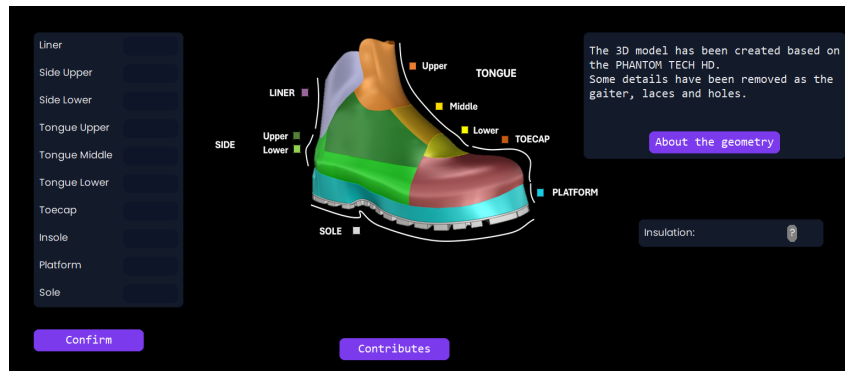 Liner
Side Upper
Side Lower
Tongue Upper
Tongue Middle
Tongue Lower
Toecap
Insole
Platform
Sole
Confirm
Upper
TONGUE
LINER
Middle
Lower
TOECAP
SIDE
Upper
Lower
PLATFORM
SOLE
Contributes
The 3D model has been created based on
the PHANTOM TECH HD.
Some details have been removed as the
gaiter, laces and holes.
About the geometry
Insulation:
?